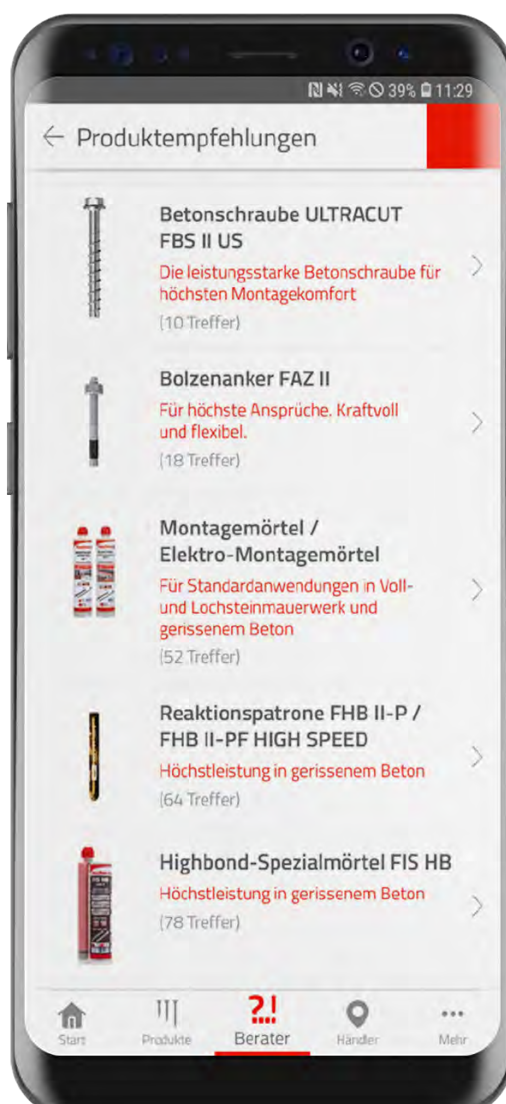 39% 11:29
Produktempfehlungen
Betonschraube ULTRACUT
FBS II US
Die leistungsstarke Betonschraube für
höchsten Montagekomfort
(10 Treffer)
Bolzenanker FAZ II
Für höchste Ansprüche. Kraftvoll
und flexibel.
(18 Treffer)
Montagemörtel /
Elektro-Montagemörtel
Für Standardanwendungen in Voll-
und Lochsteinmauerwerk und
gerissenem Beton
(52 Treffer)
Reaktionspatrone FHB II-P /
FHB II-PF HIGH SPEED
Höchstleistung in gerissenem Beton
(64 Treffer)
Highbond-Spezialmörtel FIS HB
Höchstleistung in gerissenem Beton
(78 Treffer)
?.!
Start Produkte Berater Händler Mehr